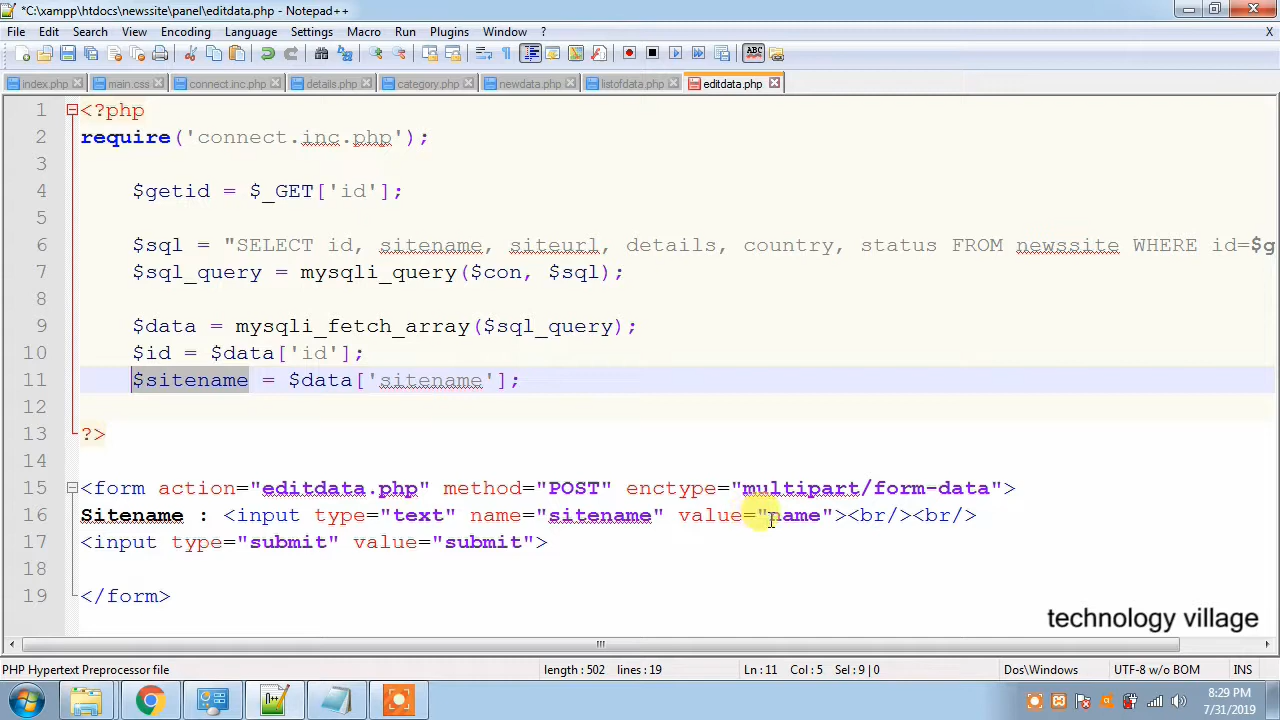 *C:\xampp\htdocs\newssite\panel\editdata.php - Notepad++
File Edit Search View Encoding Language Settings Macro Run Plugins Window ? X
index.php main.css connect.inc.php details.php category.php newdata.php listofdata.php editdata.php
1 <?php
2 require('connect.inc.php');
3
4 $getid = $_GET['id'];
5
6 $sql = "SELECT id, sitename, siteurl, details, country, status FROM newssite WHERE id=$g
7 $sql_query = mysqli_query($con, $sql);
8
9 $data = mysqli_fetch_array($sql_query);
10 $id = $data['id'];
11 $sitename = $data['sitename'];
12
13 ?>
14
15 <form action="editdata.php" method="POST" enctype="multipart/form-data">
16 Sitename : <input type="text" name="sitename" value="name"><br/><br/>
17 <input type="submit" value="submit">
18
19 </form>
technology village
PHP Hypertext Preprocessor file length : 502 lines : 19 Ln : 11 Col : 5 Sel : 9 | 0 Dos\Windows UTF-8 w/o BOM INS
8:29 PM
7/31/2019